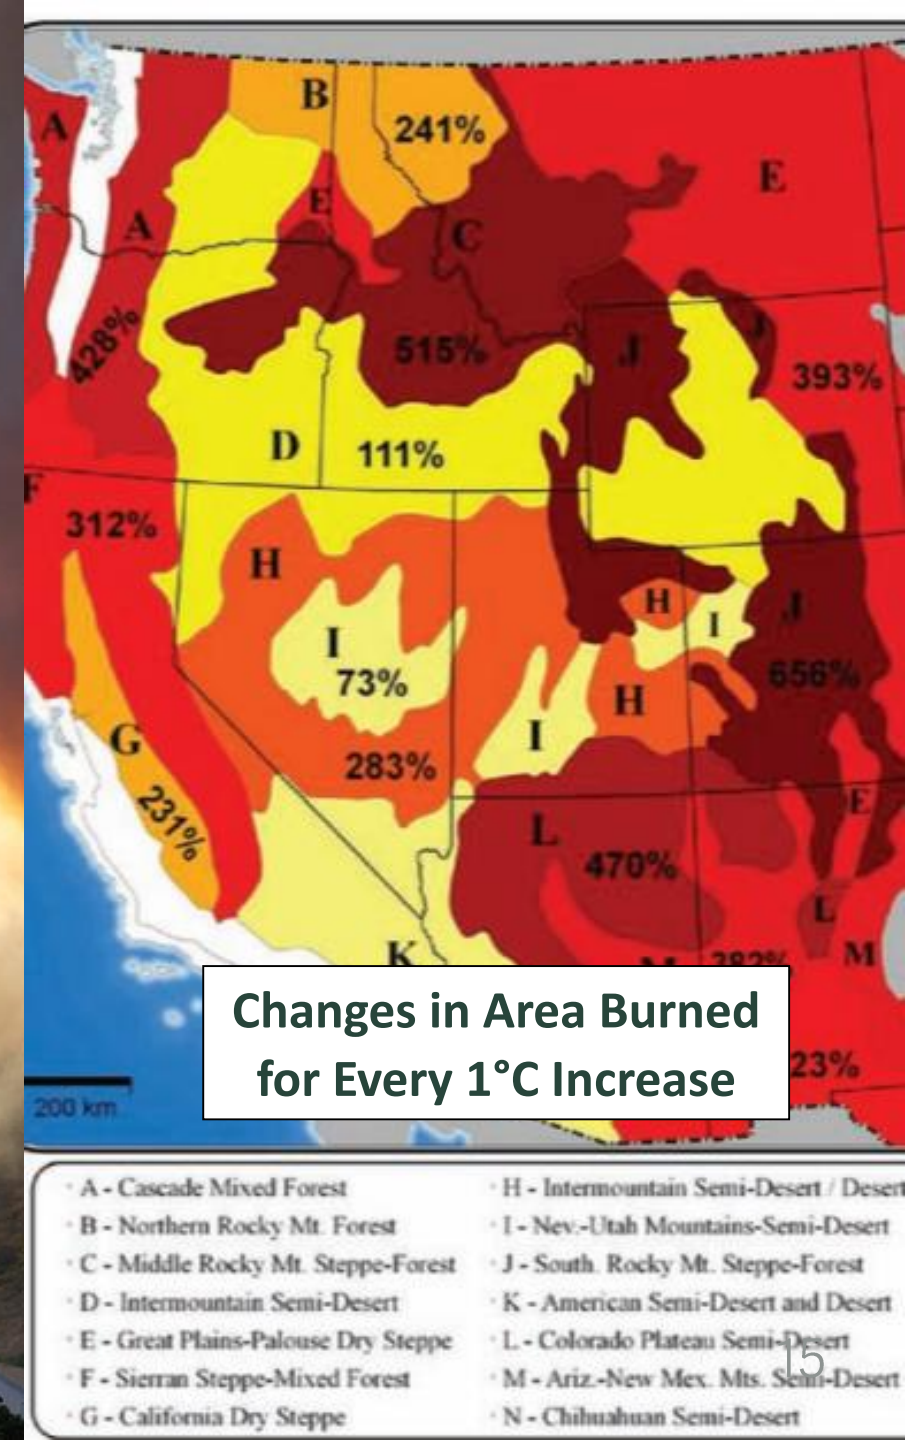 B
241%
A
E
E
A
C
428%
515%
J
J
393%
D
111%
F
312%
H
H
I
J
I
73%
656%
H
G
I
283%
231%
E
L
470%
L
K
382%
M
Changes in Area Burned
for Every 1°C Increase
23%
200 km
A - Cascade Mixed Forest
B - Northern Rocky Mt. Forest
C - Middle Rocky Mt. Steppe-Forest
D - Intermountain Semi-Desert
E - Great Plains-Palouse Dry Steppe
F - Sierran Steppe-Mixed Forest
G - California Dry Steppe
H - Intermountain Semi-Desert / Desert
I - Nev.-Utah Mountains-Semi-Desert
J - South. Rocky Mt. Steppe-Forest
K - American Semi-Desert and Desert
L - Colorado Plateau Semi-Desert
15
M - Ariz.-New Mex. Mts. Semi-Desert
N - Chihuahuan Semi-Desert